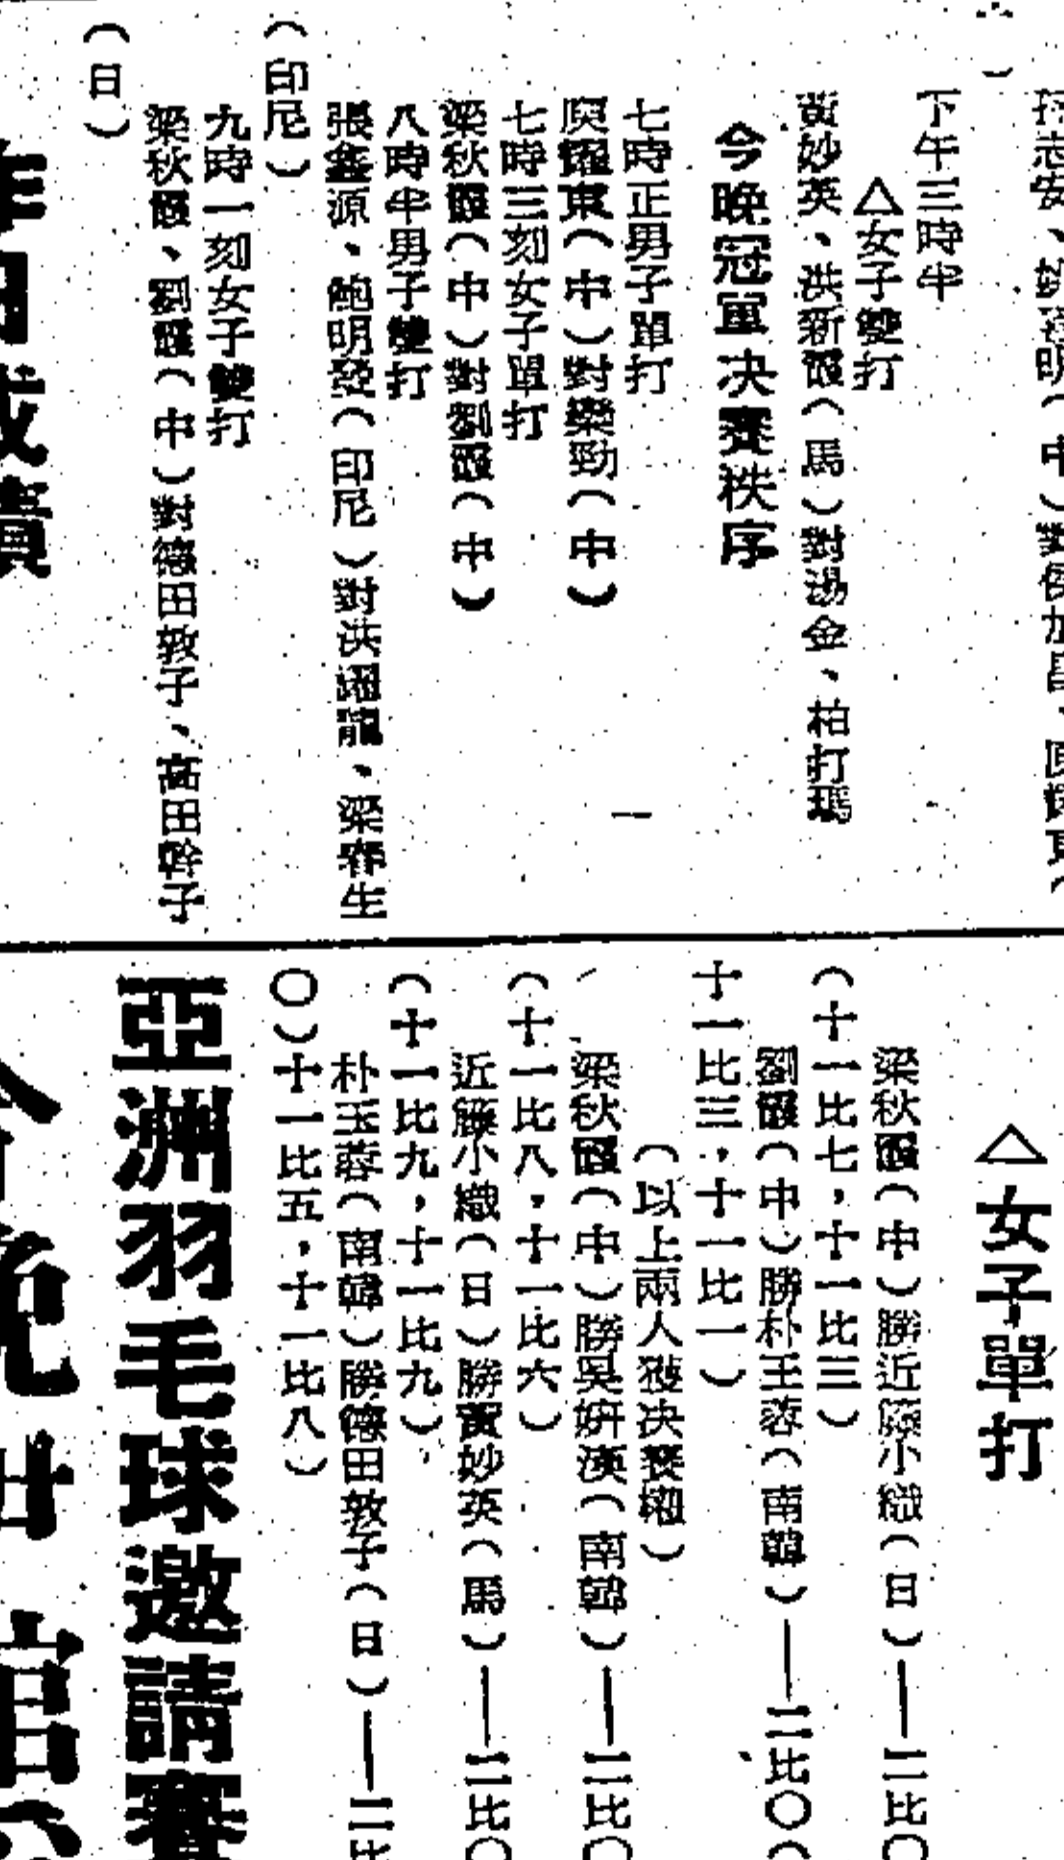 下午三時半
△女子雙打
黃妙英、洪新霞(馬)對湯金、柏打瑪
今晚冠軍决賽秩序
七時正男子單打
庾耀東(中)對欒勁(中)
七時三刻女子單打
梁秋霞(中)對劉霞(中)
八時半男子雙打
張鑫源、鮑明發(印尼)對洪躍龍、梁春生
(印尼)
九時一刻女子雙打
梁秋霞、劉霞(中)對德田敦子、高田幹子
(日)
△女子單打
梁秋霞(中)勝近藤小織(日)——二比〇
(十一比七,十一比三)
劉霞(中)勝朴玉蓉(南韓)——二比〇(
十一比三,十一比一)
(以上兩人獲决賽權)
梁秋霞(中)勝吳姸渶(南韓)——二比〇
(十一比八,十一比六)
近籐小織(日)勝黃妙英(馬)——二比〇
(十一比九,十一比九)
朴玉蓉(南韓)勝德田敦子(日)——二比
〇)十一比五,十一比八)
亞洲羽毛球邀請賽